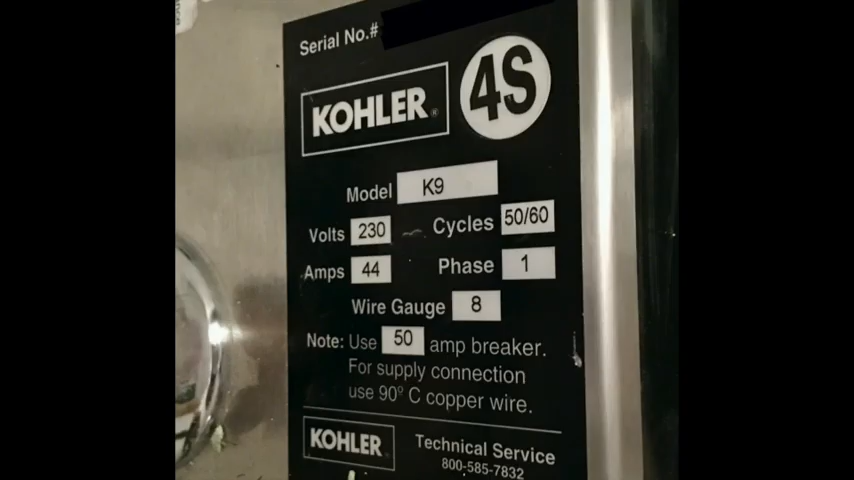 Serial No.#
KOHLER®
4S
Model K9
Volts 230 Cycles 50/60
Amps 44 Phase 1
Wire Gauge 8
Note: Use 50 amp breaker.
For supply connection
use 90º C copper wire.
KOHLER
Technical Service
800-585-7832